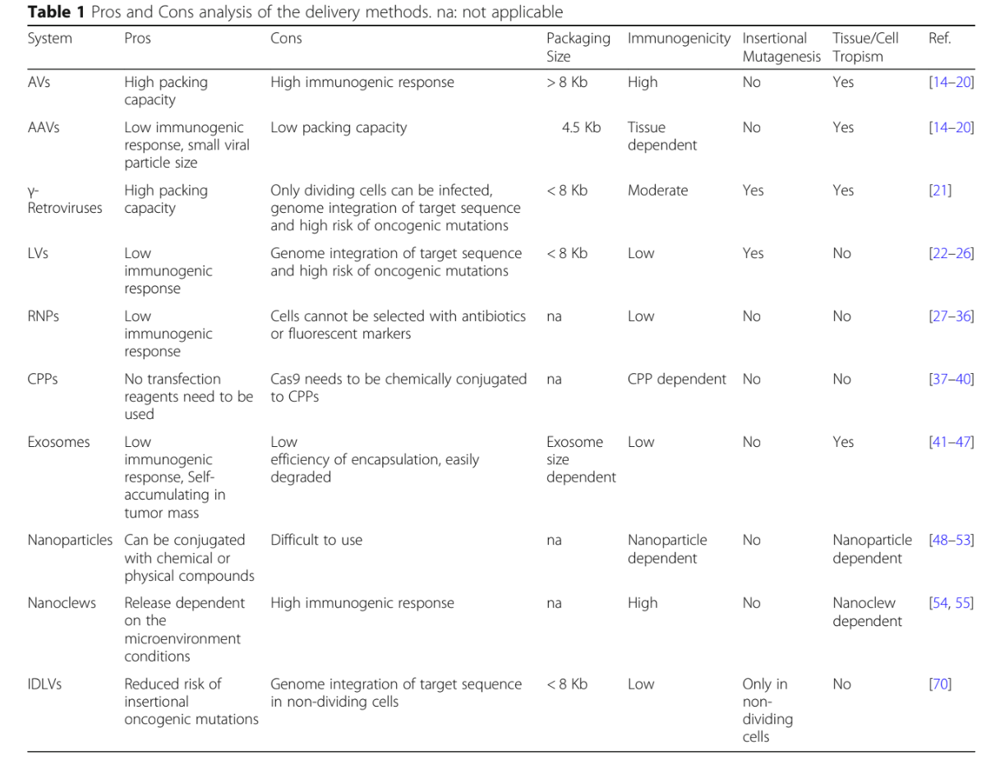 Table 1 Pros and Cons analysis of the delivery methods. na: not applicable
System Pros Cons Packaging Immunogenicity Insertional Tissue/Cell Ref.
Size Mutagenesis Tropism
AVs High packing High immunogenic response > 8 Kb High No Yes [14–20]
capacity
AAVs Low immunogenic Low packing capacity 4.5 Kb Tissue No Yes [14–20]
response, small viral dependent
particle size
γ- High packing Only dividing cells can be infected, < 8 Kb Moderate Yes Yes [21]
Retroviruses capacity genome integration of target sequence
and high risk of oncogenic mutations
LVs Low Genome integration of target sequence < 8 Kb Low Yes No [22–26]
immunogenic and high risk of oncogenic mutations
response
RNPs Low Cells cannot be selected with antibiotics na Low No No [27–36]
immunogenic or fluorescent markers
response
CPPs No transfection Cas9 needs to be chemically conjugated na CPP dependent No No [37–40]
reagents need to be to CPPs
used
Exosomes Low Low Exosome Low No Yes [41–47]
immunogenic efficiency of encapsulation, easily size
response, Self- degraded dependent
accumulating in
tumor mass
Nanoparticles Can be conjugated Difficult to use na Nanoparticle No Nanoparticle [48–53]
with chemical or dependent dependent
physical compounds
Nanoclews Release dependent High immunogenic response na High No Nanoclew [54, 55]
on the dependent
microenvironment
conditions
IDLVs Reduced risk of Genome integration of target sequence < 8 Kb Low Only in No [70]
insertional in non-dividing cells non-
oncogenic mutations dividing
cells